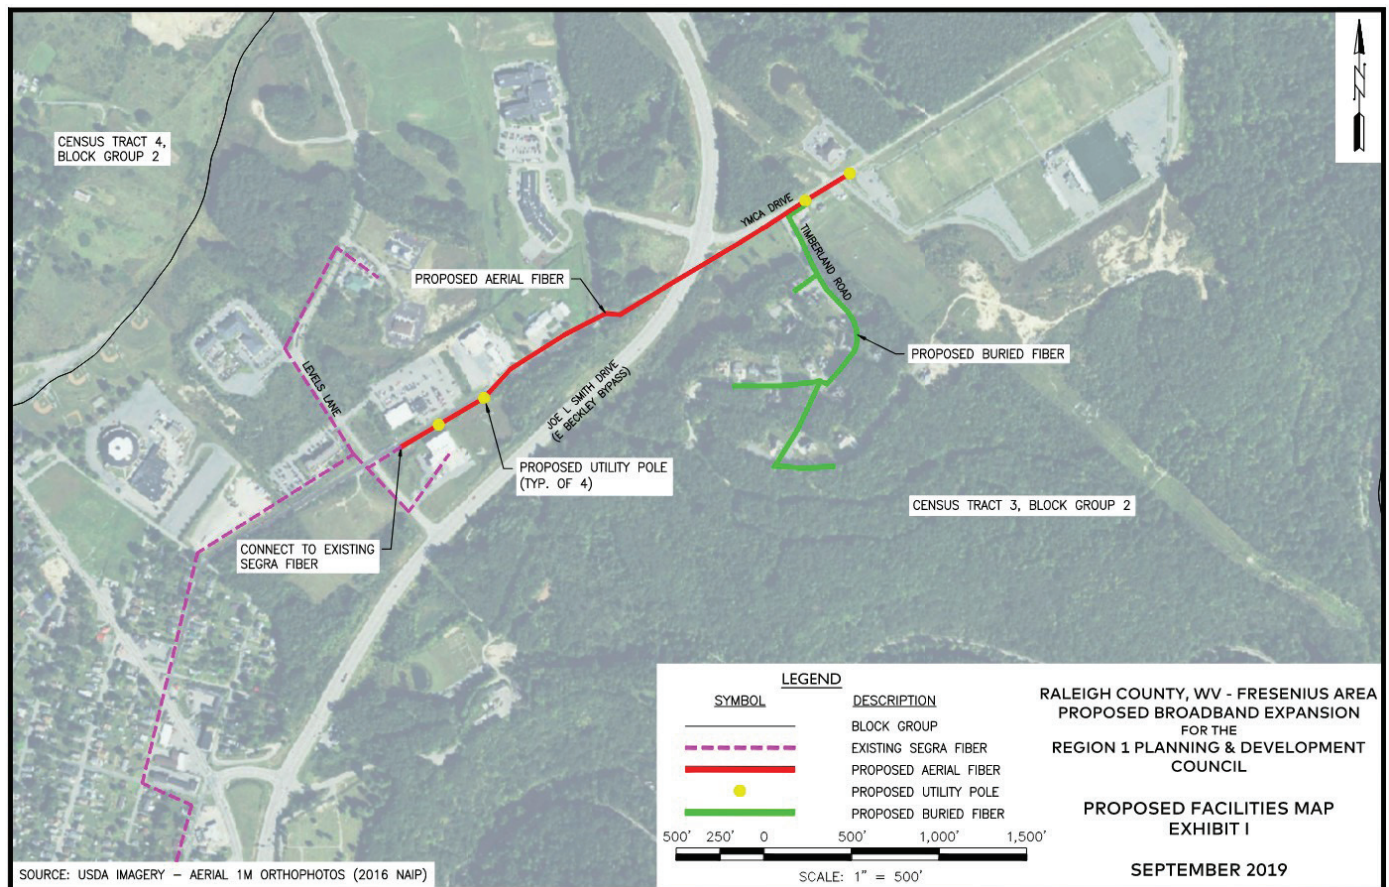 CENSUS TRACT 4,
BLOCK GROUP 2
N
YMCA DRIVE
TIMBERLAND ROAD
PROPOSED AERIAL FIBER
PROPOSED BURIED FIBER
LEVELS LANE
JOE L SMITH DRIVE
(E BECKLEY BYPASS)
PROPOSED UTILITY POLE
(TYP. OF 4)
CENSUS TRACT 3, BLOCK GROUP 2
CONNECT TO EXISTING
SEGRA FIBER
LEGEND
SYMBOL DESCRIPTION
BLOCK GROUP
EXISTING SEGRA FIBER
PROPOSED AERIAL FIBER
PROPOSED UTILITY POLE
PROPOSED BURIED FIBER
500' 250' 0 500' 1,000' 1,500'
SCALE: 1" = 500'
RALEIGH COUNTY, WV - FRESENIUS AREA
PROPOSED BROADBAND EXPANSION
FOR THE
REGION 1 PLANNING & DEVELOPMENT
COUNCIL
PROPOSED FACILITIES MAP
EXHIBIT I
SEPTEMBER 2019
SOURCE: USDA IMAGERY – AERIAL 1M ORTHOPHOTOS (2016 NAIP)